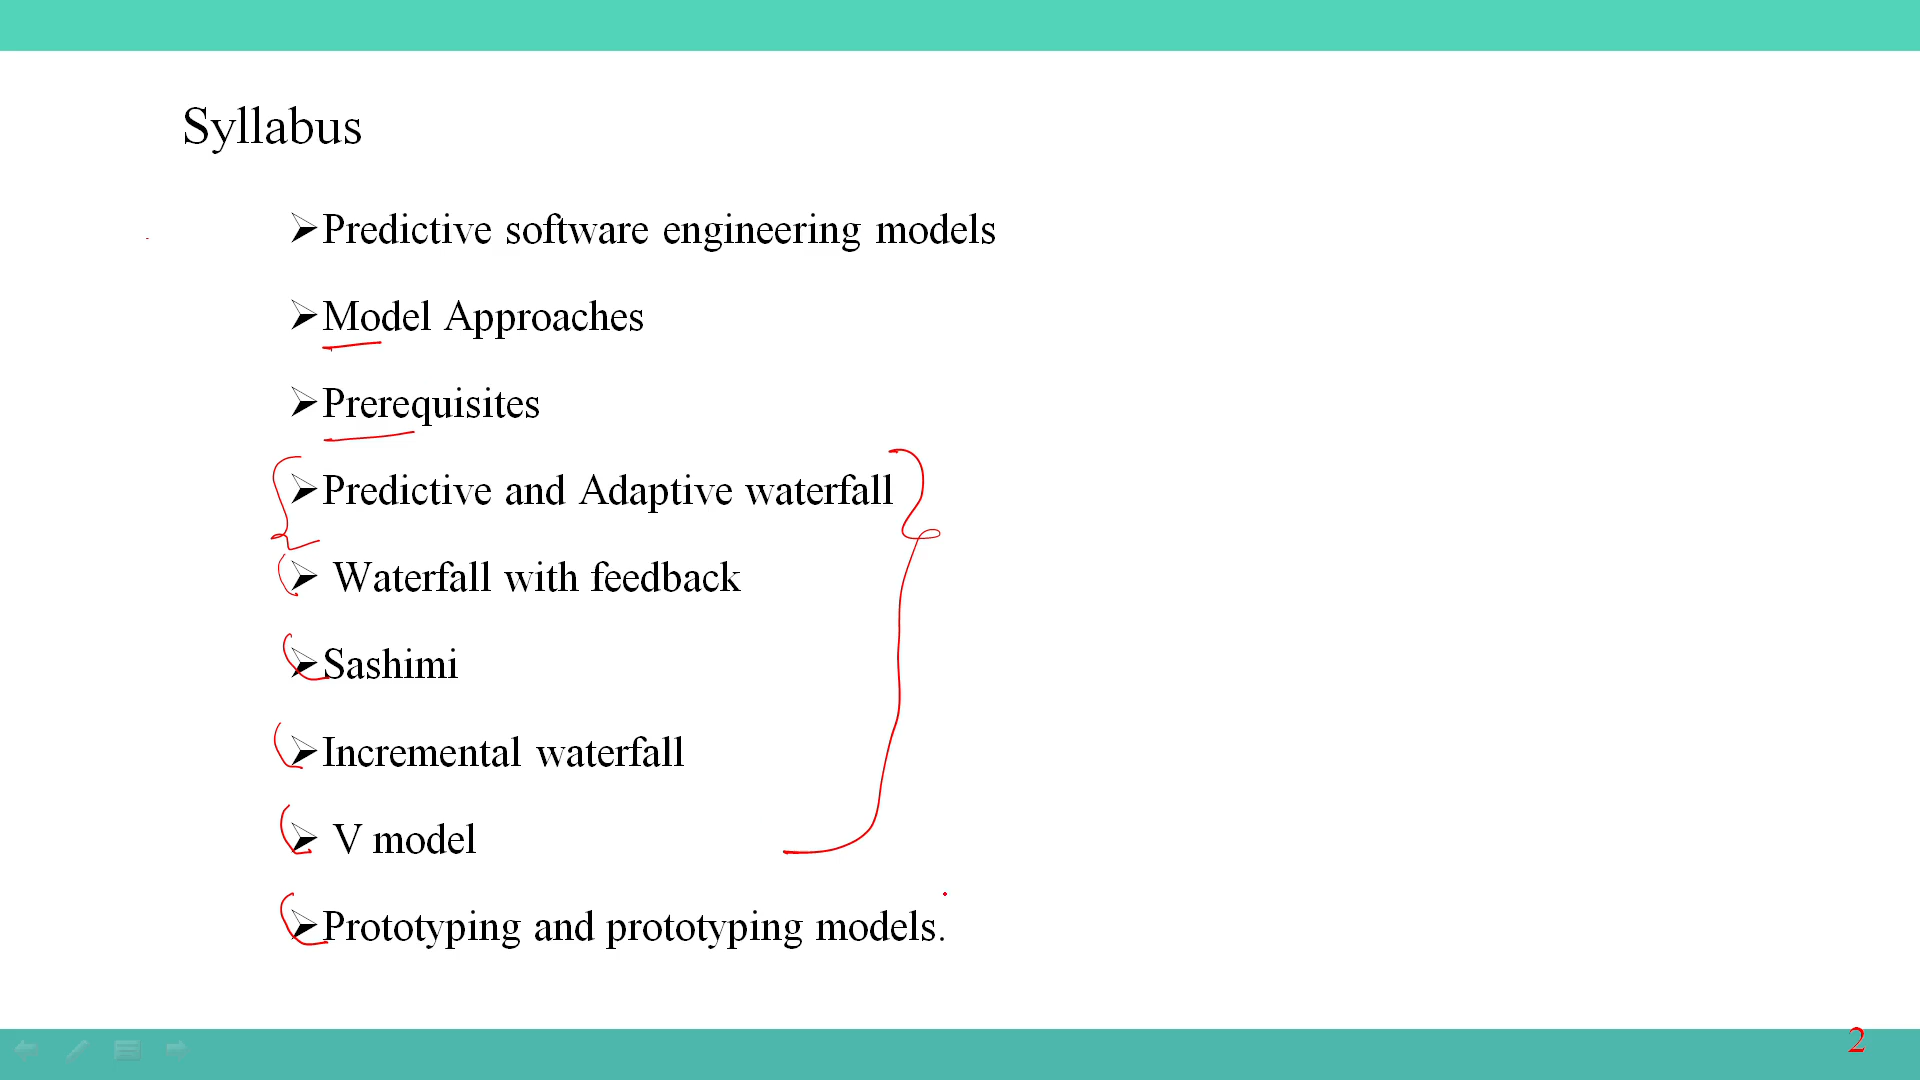 Syllabus
➢Predictive software engineering models
➢Model Approaches
➢Prerequisites
➢Predictive and Adaptive waterfall
➢ Waterfall with feedback
➢Sashimi
➢Incremental waterfall
➢ V model
➢Prototyping and prototyping models.
2